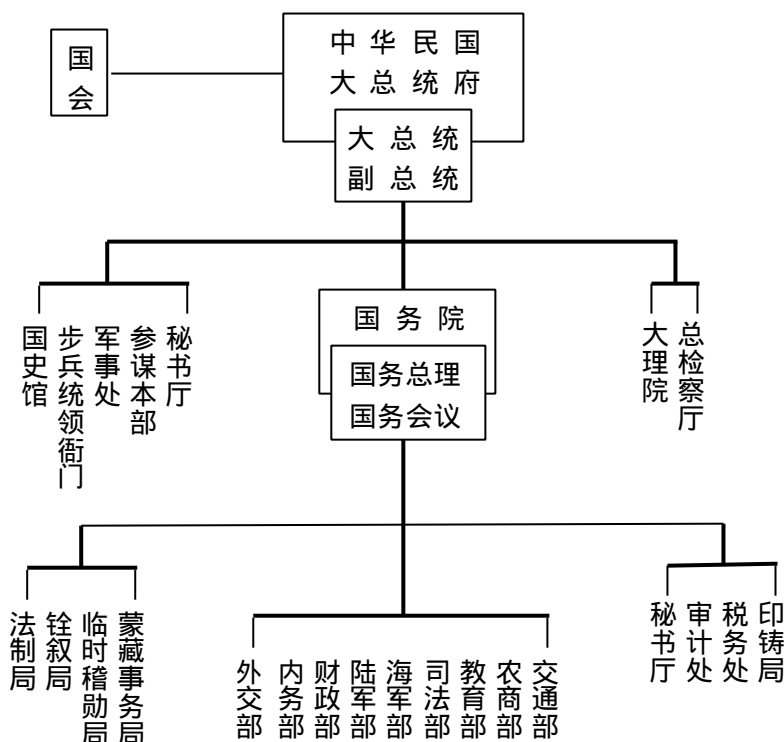 国会
中华民国
大总统府
大总统
副总统
国史馆
步兵统领衙门
军事处
参谋本部
秘书厅
国务院
国务总理
国务会议
大理院
总检察厅
法制局
铨叙局
临时稽勋局
蒙藏事务局
外交部
内务部
财政部
陆军部
海军部
司法部
教育部
农商部
交通部
秘书厅
审计处
税务处
印铸局